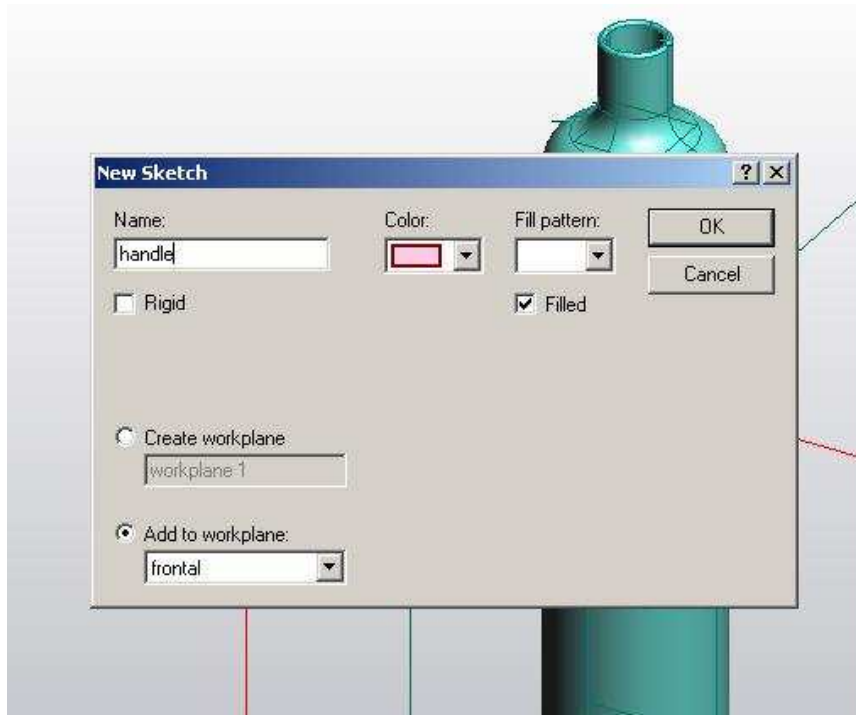 New Sketch
Name: Color: Fill pattern: OK
handle
Cancel
Rigid Filled
Create workplane
workplane 1
Add to workplane:
frontal